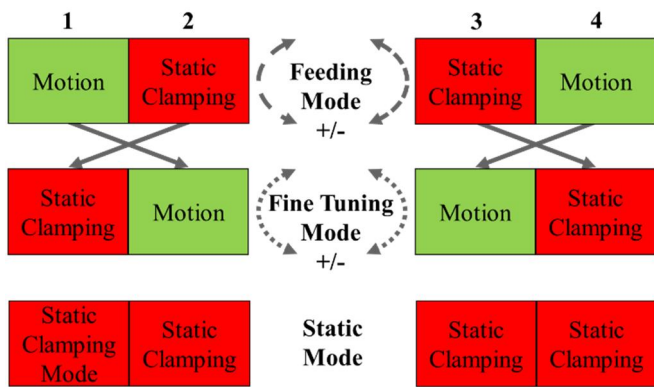 1 2 3 4
Motion
Static
Clamping
Feeding
Mode
+/-
Static
Clamping
Motion
Static
Clamping
Motion
Fine Tuning
Mode
+/-
Motion
Static
Clamping
Static
Clamping
Mode
Static
Clamping
Static
Mode
Static
Clamping
Static
Clamping